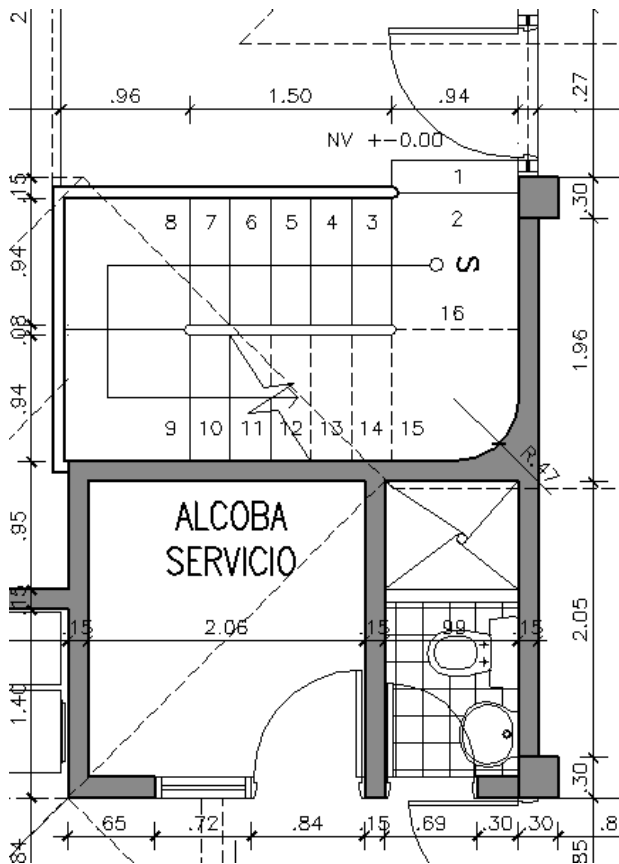 2
.96 1.50 .94
.27
NV +-0.00
1
.15
.30
8 7 6 5 4 3 2
.94
S
16
.08
1.96
.94
9 10 11 12 13 14 15
R.47
ALCOBA
SERVICIO
.95
.15
.15 2.06 .15 .99 .15
2.05
1.40
.30
.65 .72 .84 .15 .69 .30 .30 .8
.84
.85